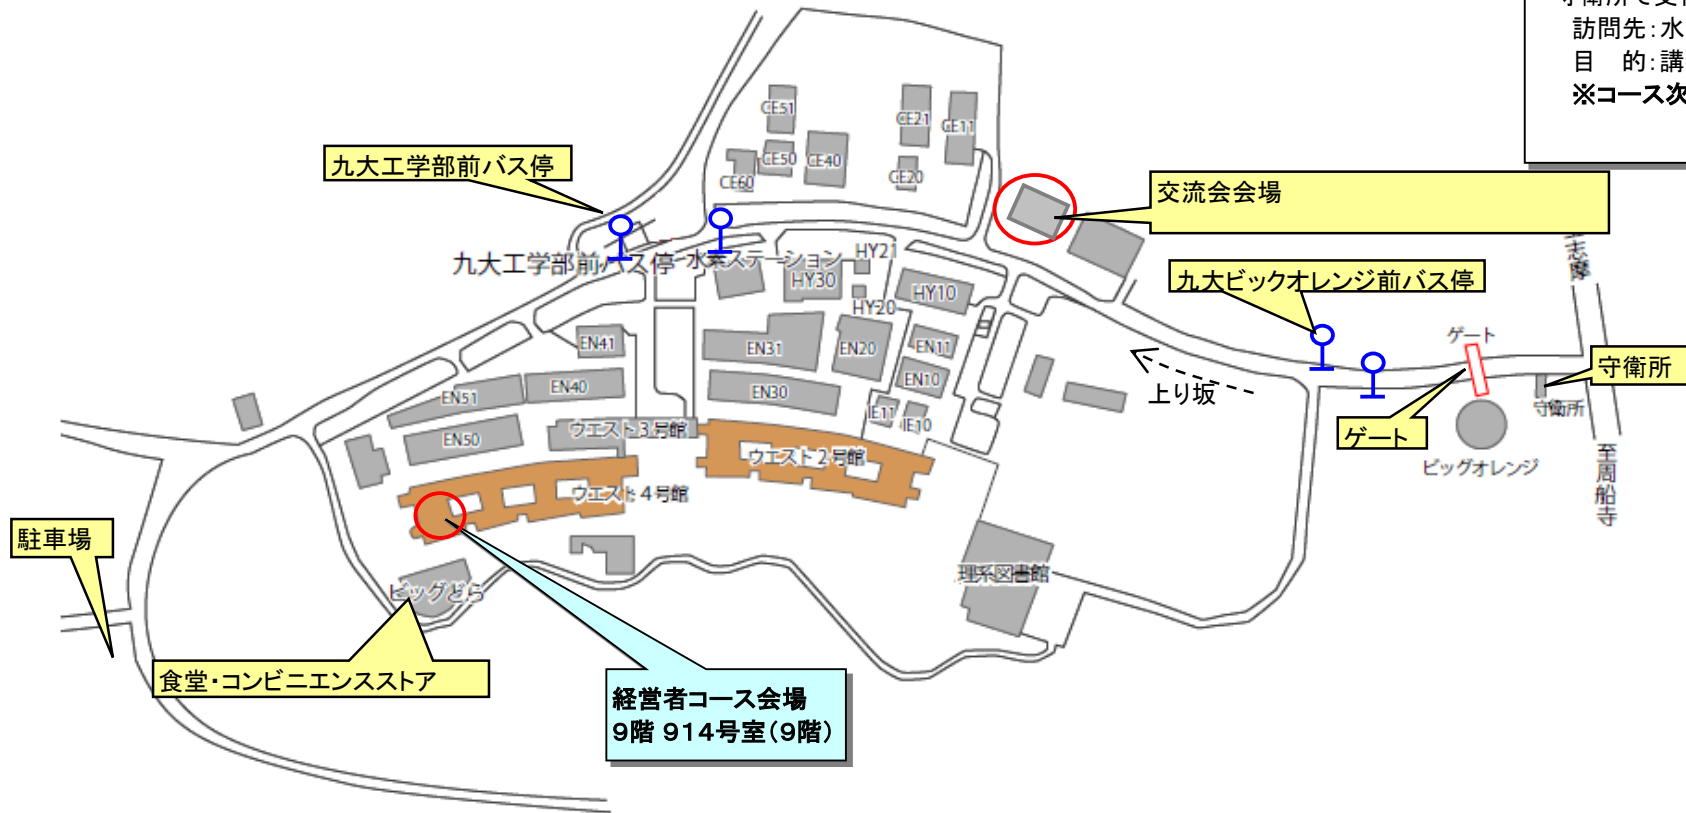 訪問先：水
目　的：講
※コース次
CE51
CE21
CE11
CE50
CE40
CE60
CE20
九大工学部前バス停
交流会会場
九大工学部前バス停
水素ステーション
HY21
HY30
HY10
HY20
九大ビックオレンジ前バス停
志摩
ゲート
守衛所
守衛所
EN41
EN31
EN20
EN11
EN10
上り坂
EN51
EN40
EN30
IE11
IE10
ゲート
ビッグオレンジ
至周船寺
EN50
ウエスト３号館
ウエスト２号館
ウエスト４号館
駐車場
ビッグどら
理系図書館
食堂・コンビニエンスストア
経営者コース会場
9階 914号室（9階）